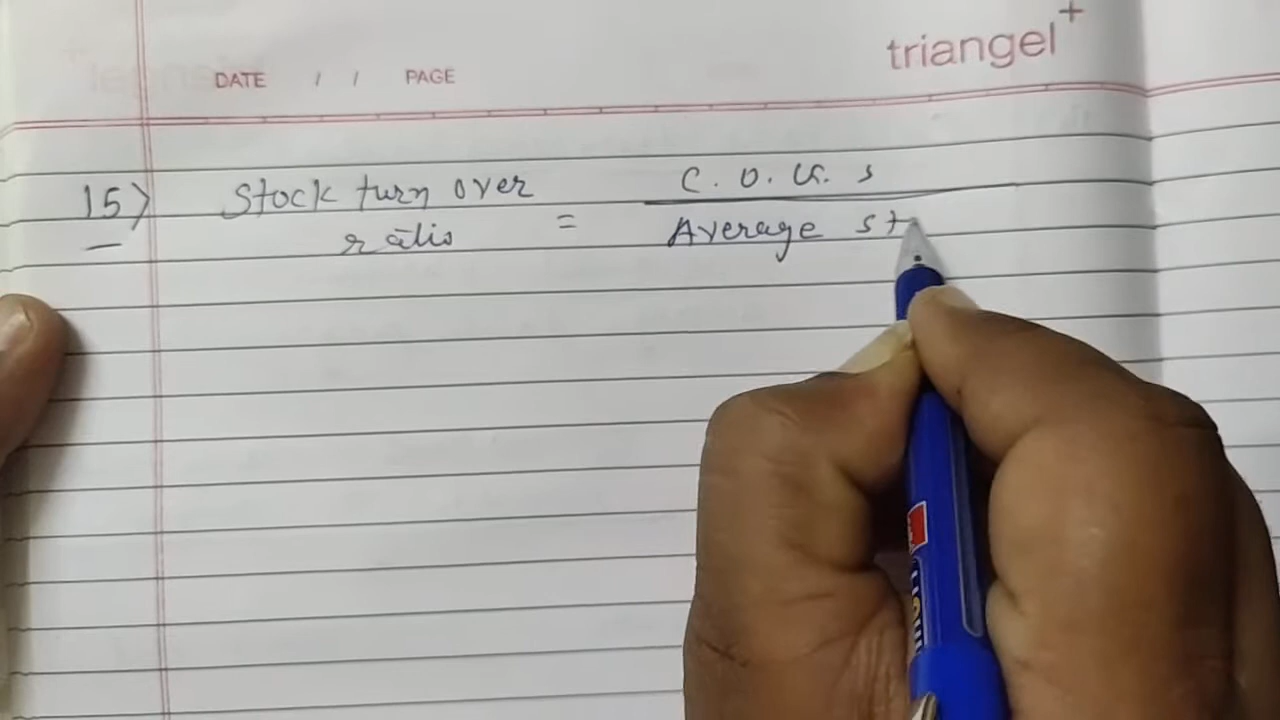 triangel+
DATE / / PAGE
15) Stock turn over ratio = C.O.G.s / Average st